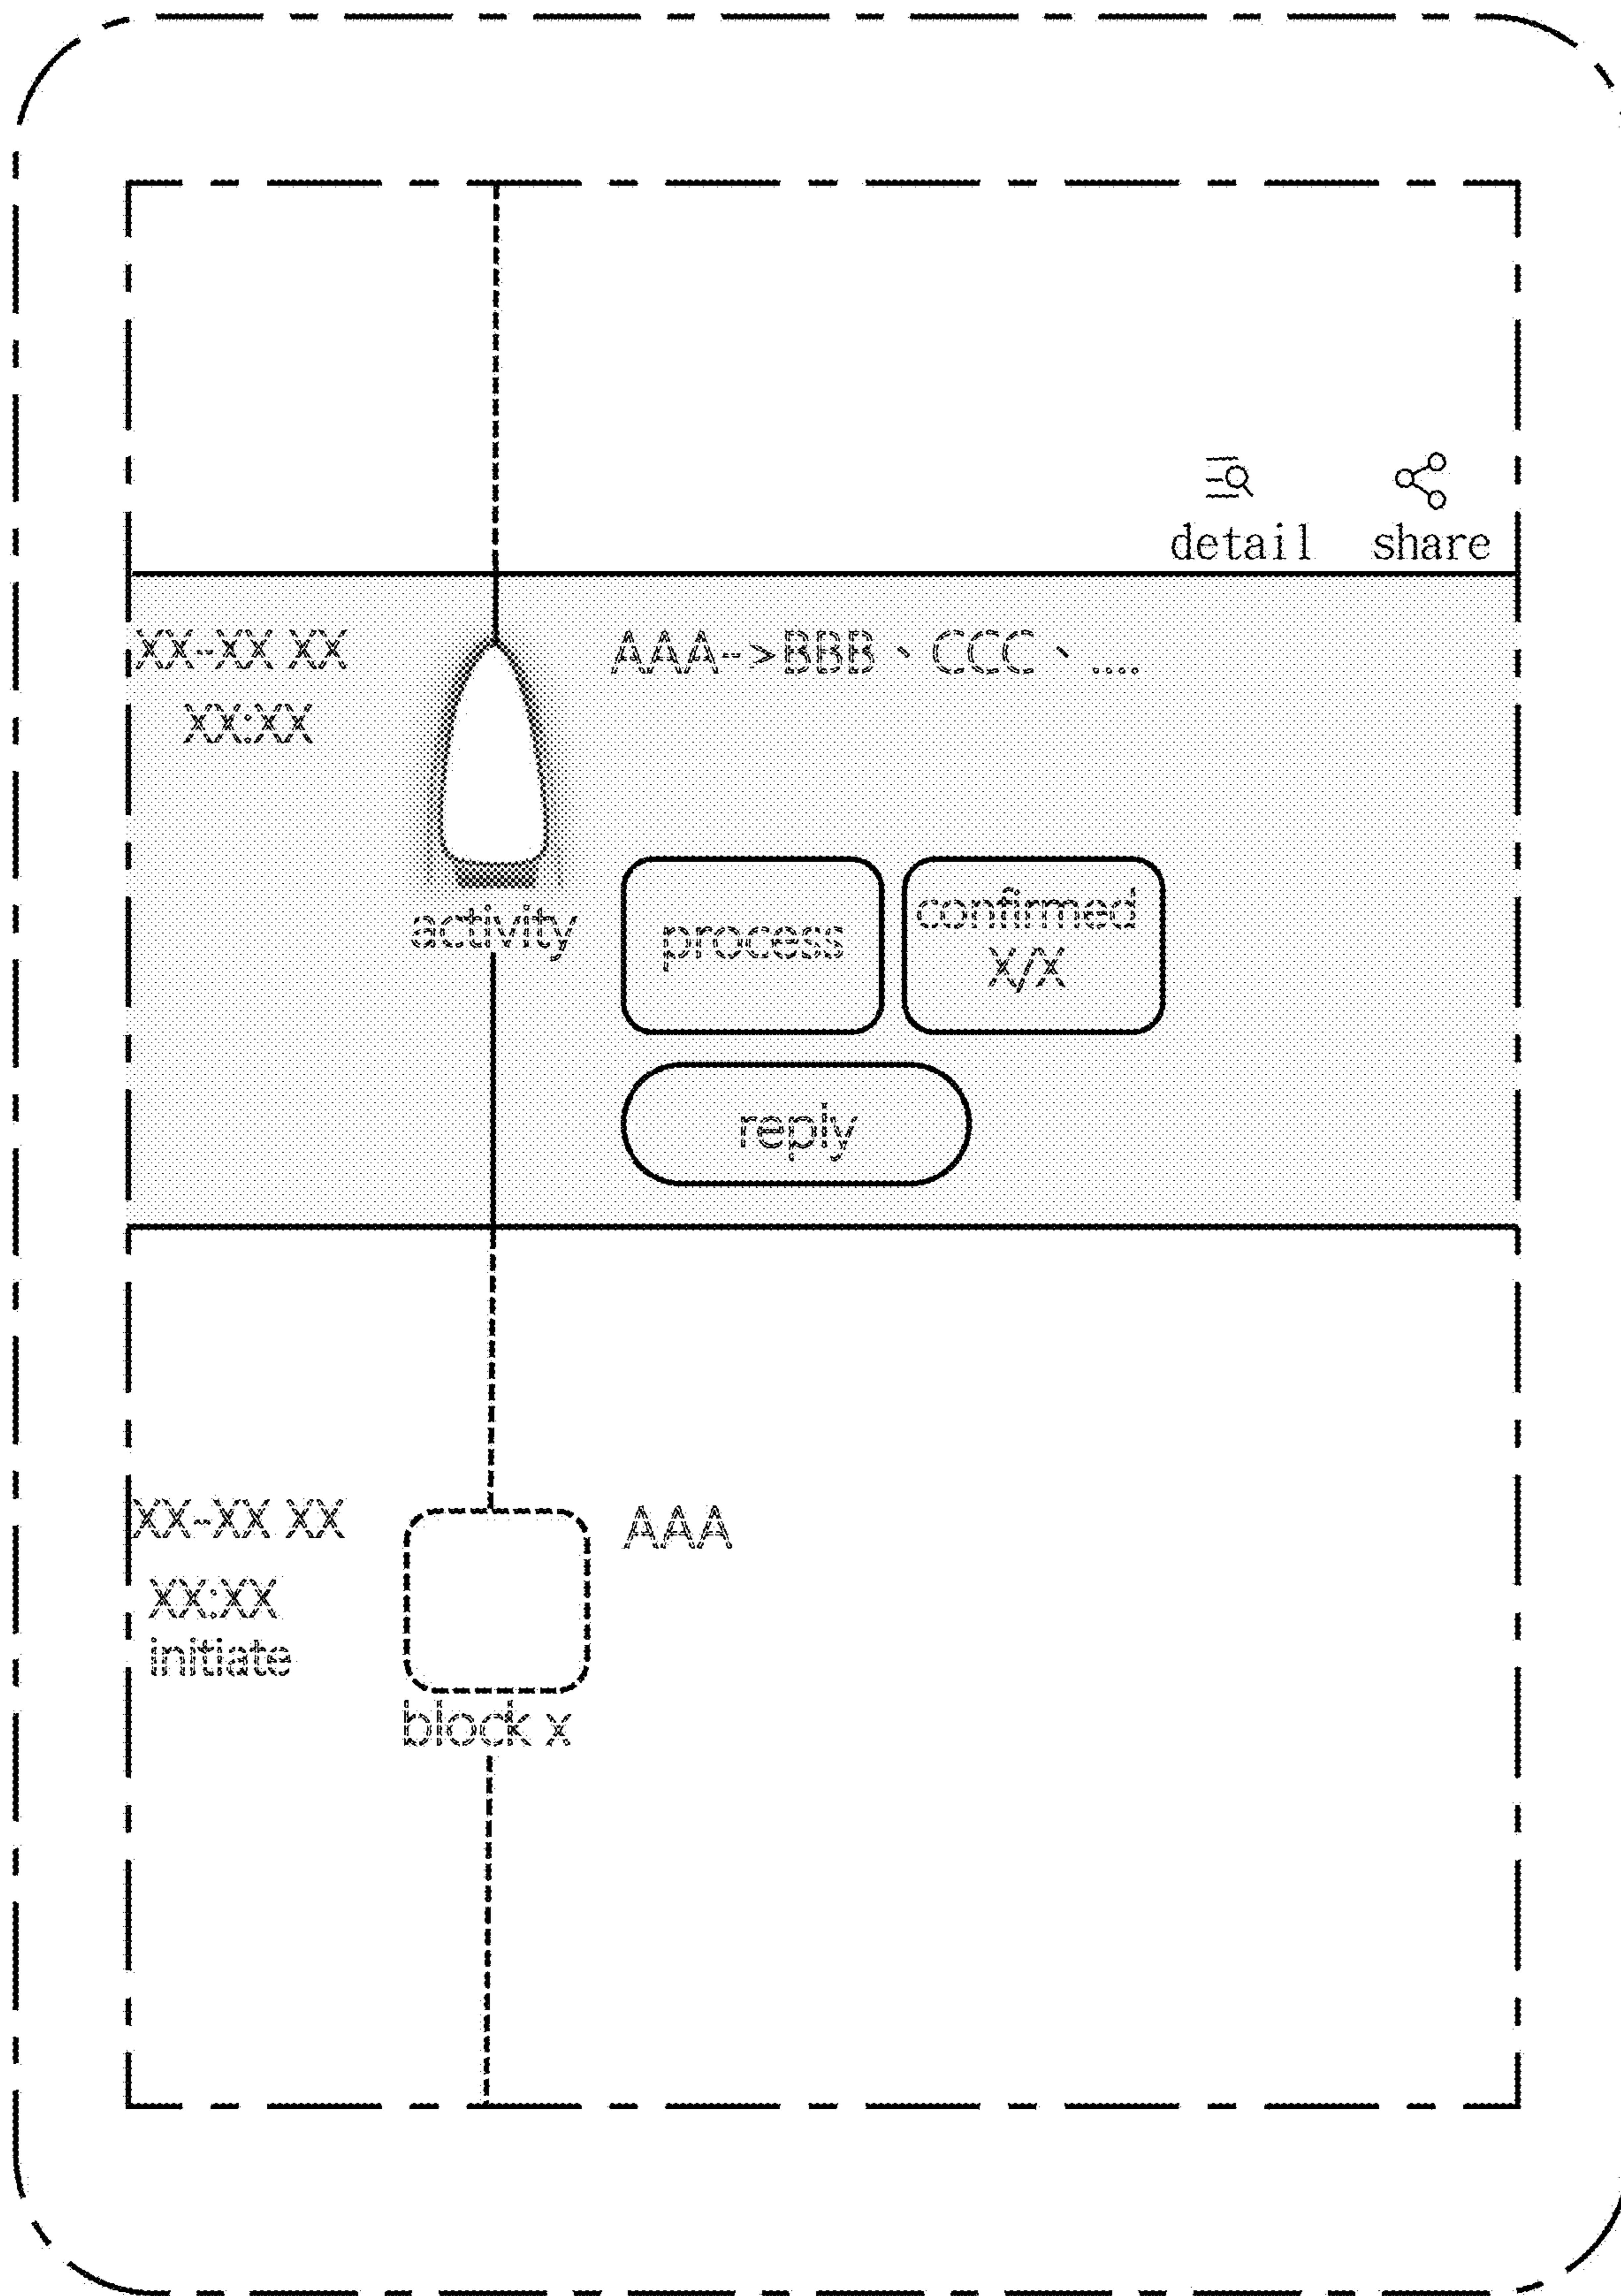 detail share
XX-XX XX AAA-->BBB、CCC、....
XX:XX
activity
process
confirmed
X/X
reply
XX-XX XX AAA
XX:XX
initiate
block x